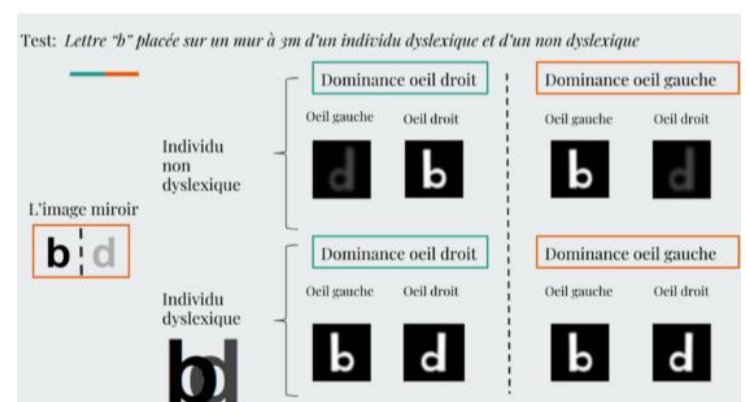 Test: Lettre “b” placée sur un mur à 3m d’un individu dyslexique et d’un non dyslexique
Dominance oeil droit
Dominance oeil gauche
Oeil gauche Oeil droit
Oeil gauche Oeil droit
Individu
non
dyslexique
d b
b d
L’image miroir
b d
Dominance oeil droit
Dominance oeil gauche
Oeil gauche Oeil droit
Oeil gauche Oeil droit
Individu
dyslexique
b d
b d
bd